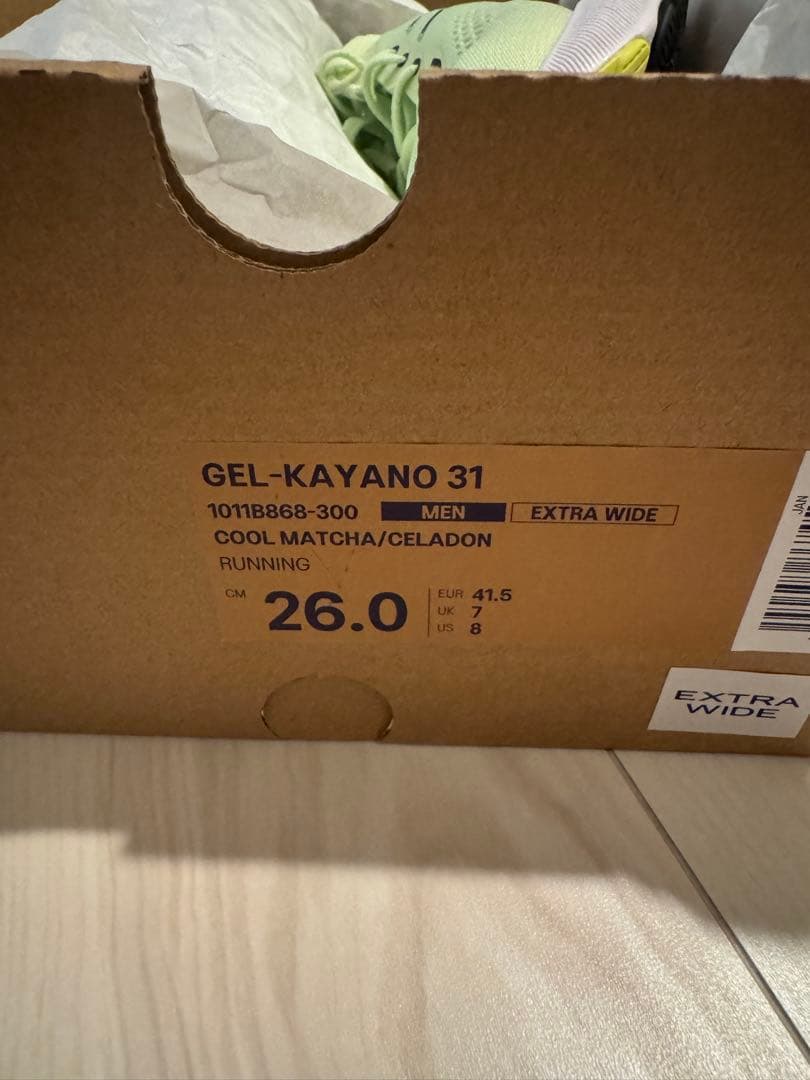 GEL-KAYANO 31
1011B868-300 MEN EXTRA WIDE
COOL MATCHA/CELADON
RUNNING
CM 26.0
EUR 41.5
UK 7
US 8
JAN
EXTRA
WIDE